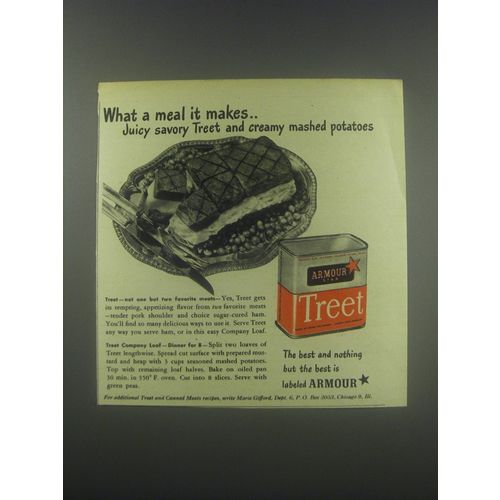 What a meal it makes..
Juicy savory Treet and creamy mashed potatoes
ARMOUR
STAR
Treet
Treet—not one but two favorite meats—Yes, Treet gets
its tempting, appetizing flavor from two favorite meats
—tender pork shoulder and choice sugar-cured ham.
You'll find so many delicious ways to use it. Serve Treet
any way you serve ham, or in this easy Company Loaf.
Treet Company Loaf—Dinner for 8—Split two loaves of
Treet lengthwise. Spread cut surface with prepared mus-
tard and heap with 3 cups seasoned mashed potatoes.
Top with remaining loaf halves. Bake on oiled pan
30 min. in 350° F. oven. Cut into 8 slices. Serve with
green peas.
The best and nothing
but the best is
labeled ARMOUR
For additional Treet and Canned Meats recipes, write Marie Gifford, Dept. 6, P. O. Box 2053, Chicago 9, Ill.